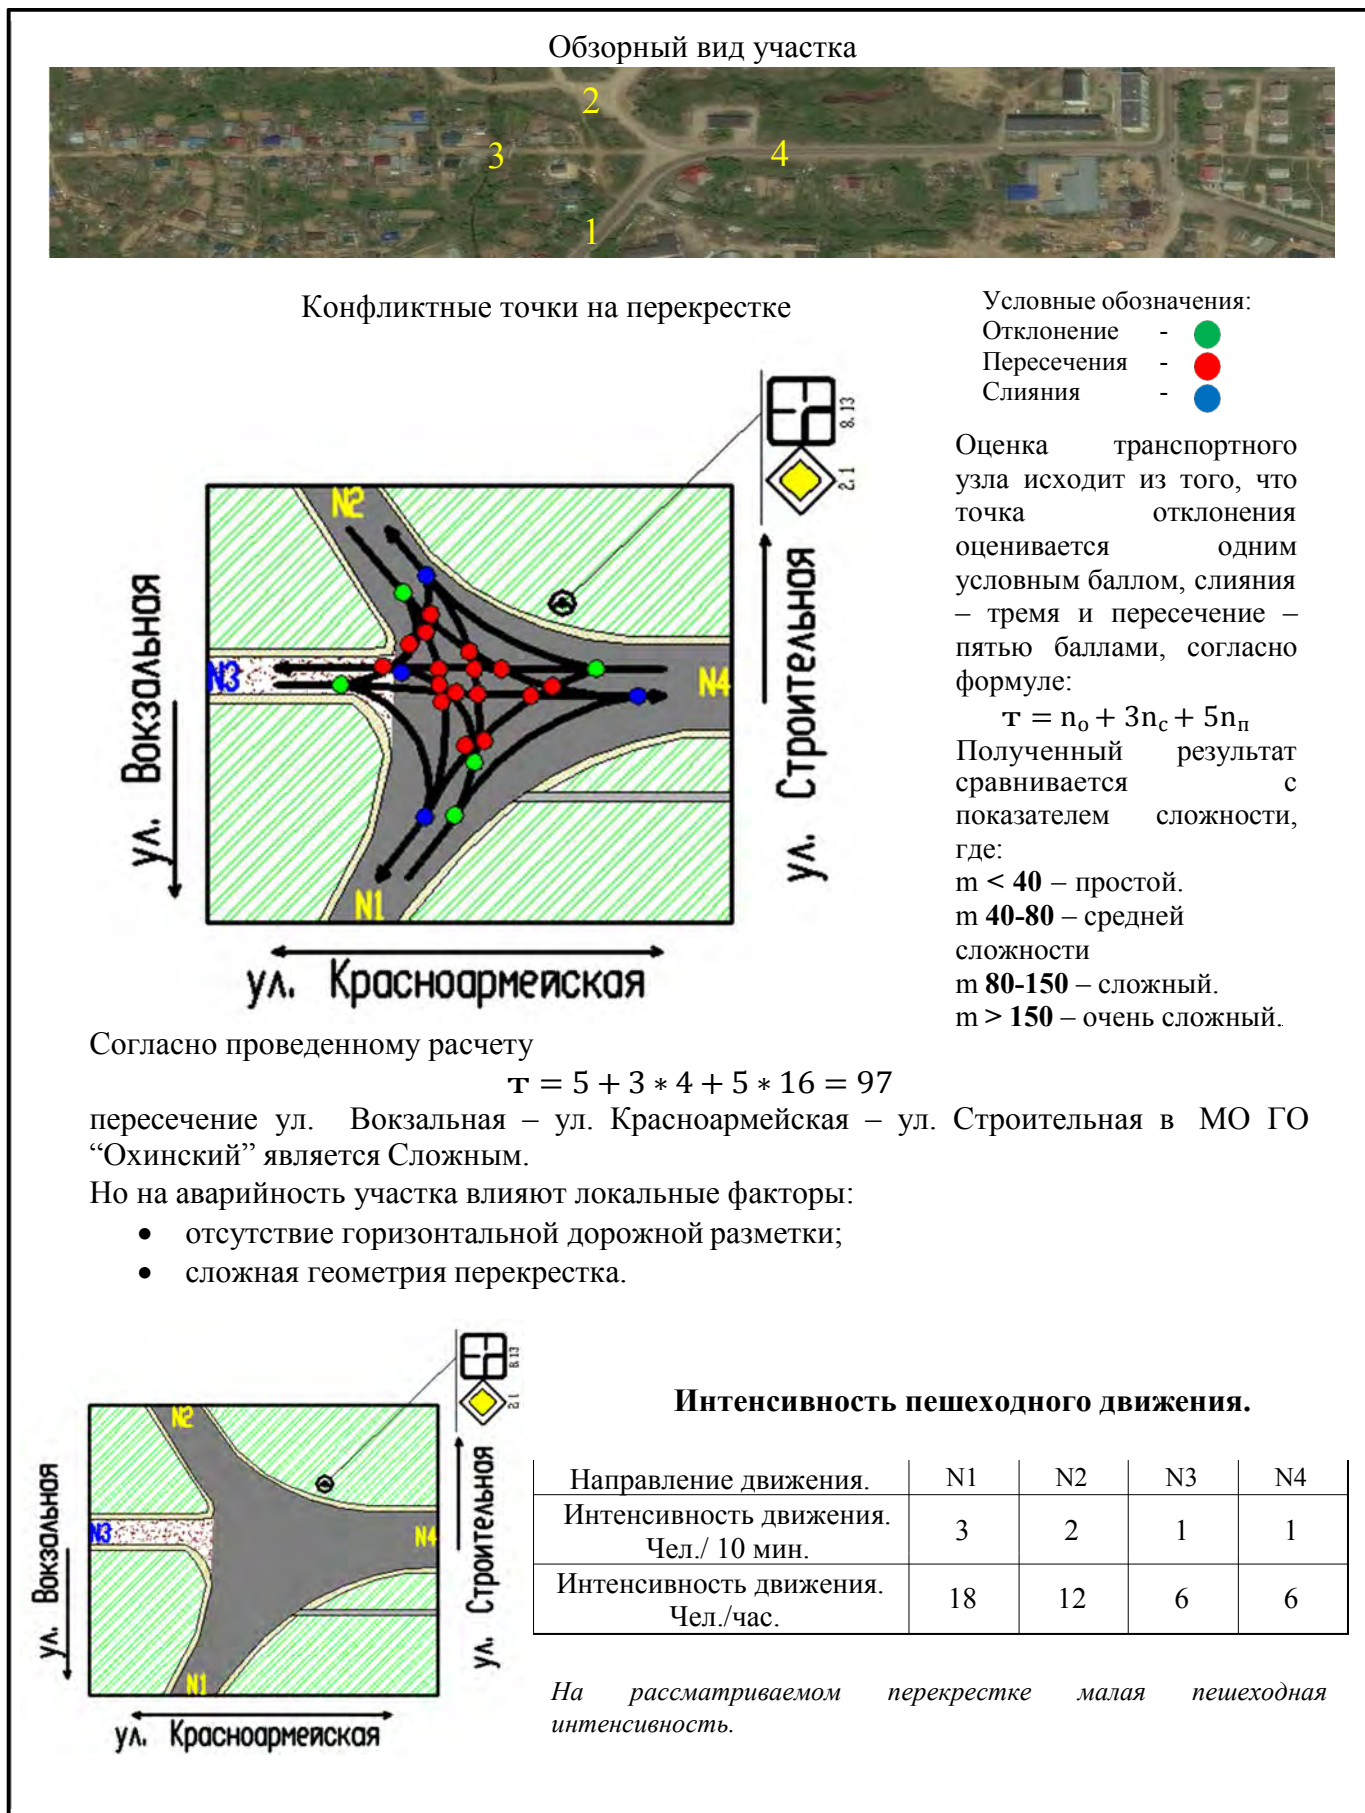 Обзорный вид участка
2
3
4
1
Конфликтные точки на перекрестке
Условные обозначения:
Отклонение -
Пересечения -
Слияния -
8.13
2.1
N2
N3
N4
N1
ул. Вокзальная
ул. Строительная
ул. Красноармейская
Оценка транспортного
узла исходит из того, что
точка отклонения
оценивается одним
условным баллом, слияния
– тремя и пересечение –
пятью баллами, согласно
формуле:
т = nо + 3nс + 5nп
Полученный результат
сравнивается с
показателем сложности,
где:
m < 40 – простой.
m 40-80 – средней
сложности
m 80-150 – сложный.
m > 150 – очень сложный.
Согласно проведенному расчету
т = 5 + 3 ∗ 4 + 5 ∗ 16 = 97
пересечение ул. Вокзальная – ул. Красноармейская – ул. Строительная в МО ГО
“Охинский” является Сложным.
Но на аварийность участка влияют локальные факторы:
• отсутствие горизонтальной дорожной разметки;
• сложная геометрия перекрестка.
8.13
2.1
N2
N3
N4
N1
ул. Вокзальная
ул. Строительная
ул. Красноармейская
Интенсивность пешеходного движения.
Направление движения. N1 N2 N3 N4
Интенсивность движения.
Чел./ 10 мин. 3 2 1 1
Интенсивность движения.
Чел./час. 18 12 6 6
На рассматриваемом перекрестке малая пешеходная
интенсивность.